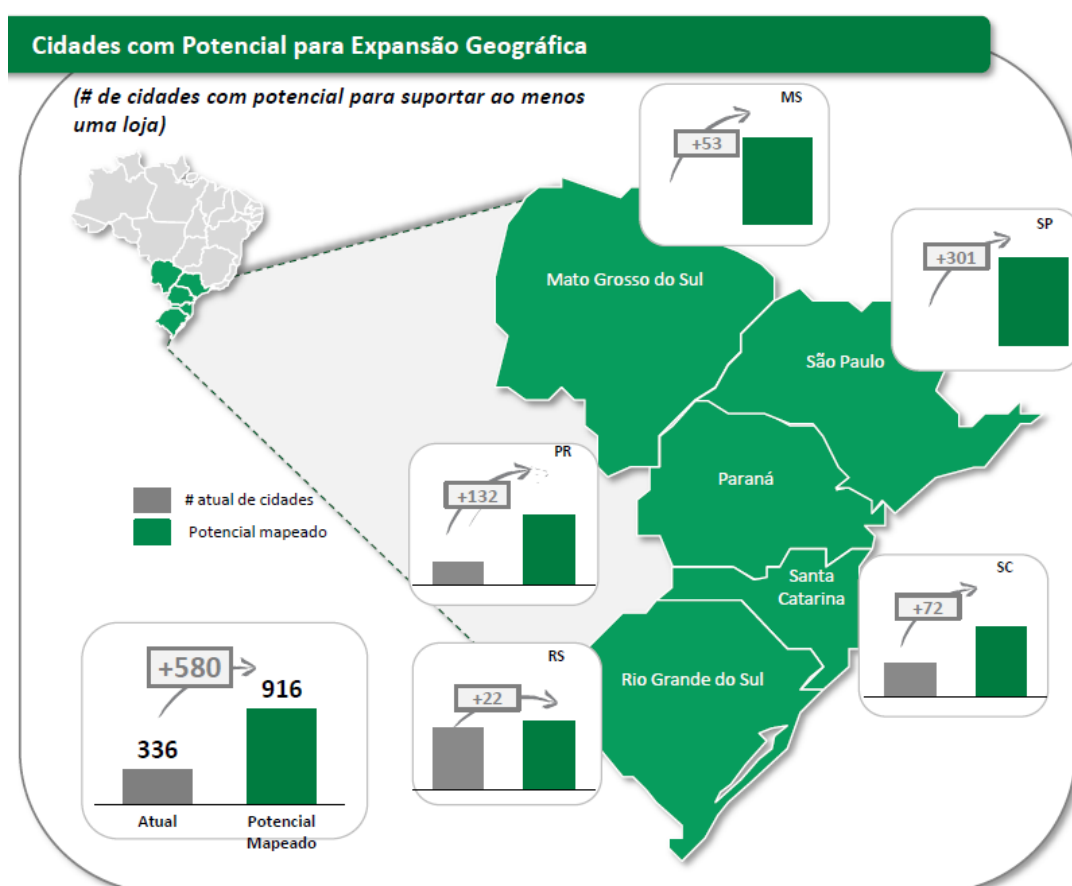 Cidades com Potencial para Expansão Geográfica
(# de cidades com potencial para suportar ao menos
uma loja)
MS
+53
SP
+301
Mato Grosso do Sul
São Paulo
PR
+132
Paraná
# atual de cidades
Potencial mapeado
Santa
Catarina
SC
+72
RS
+22
Rio Grande do Sul
+580
916
336
Atual
Potencial
Mapeado